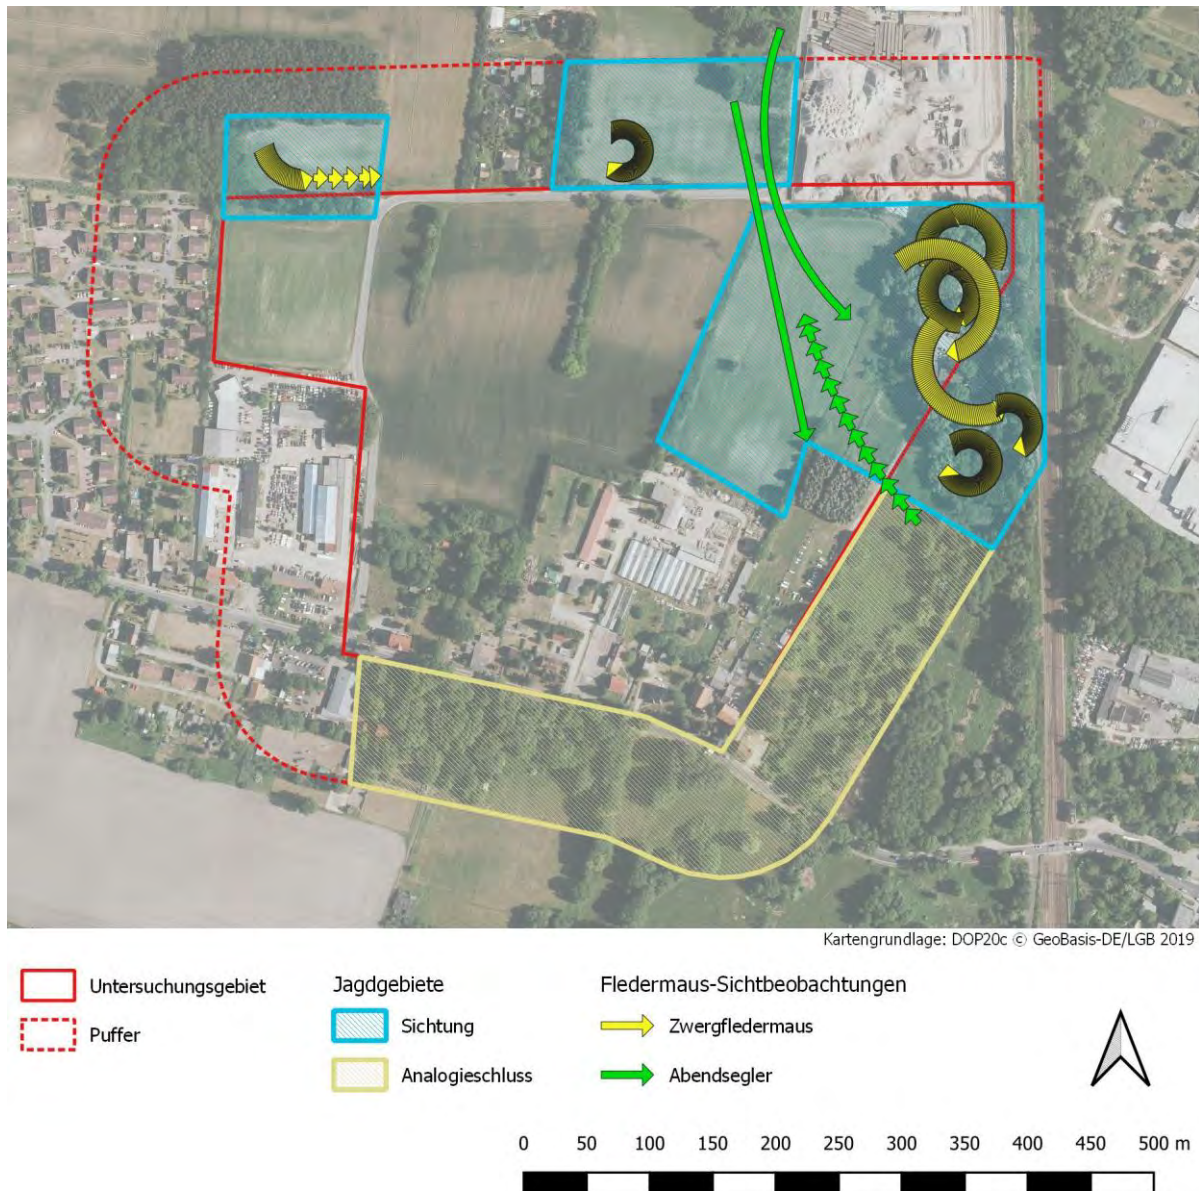 Kartengrundlage: DOP20c © GeoBasis-DE/LGB 2019
Untersuchungsgebiet
Puffer
Jagdgebiete
Sichtung
Analogieschluss
Fledermaus-Sichtbeobachtungen
Zwergfledermaus
Abendsegler
0 50 100 150 200 250 300 350 400 450 500 m